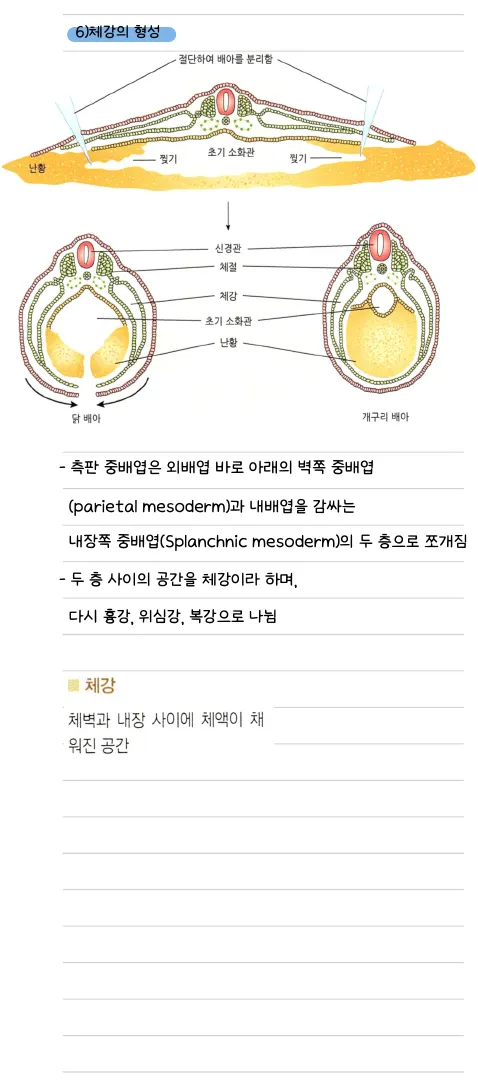 6)체강의 형성
절단하여 배아를 분리함
초기 소화관
찢기
찢기
난황
신경관
체절
체강
초기 소화관
난황
닭 배아
개구리 배아
- 측판 중배엽은 외배엽 바로 아래의 벽쪽 중배엽
(parietal mesoderm)과 내배엽을 감싸는
내장쪽 중배엽(Splanchnic mesoderm)의 두 층으로 쪼개짐
- 두 층 사이의 공간을 체강이라 하며,
다시 흉강, 위심강, 복강으로 나뉨
체강
체벽과 내장 사이에 체액이 채
워진 공간